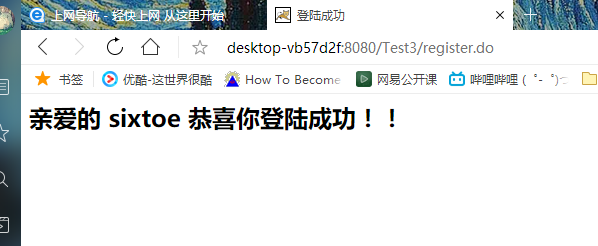 上网导航 - 轻快上网 从这里开始
登陆成功
desktop-vb57d2f:8080/Test3/register.do
书签 优酷-这世界很酷 How To Become 网易公开课 哔哩哔哩 ( ゜- ゜)つ
亲爱的 sixtoe 恭喜你登陆成功！！